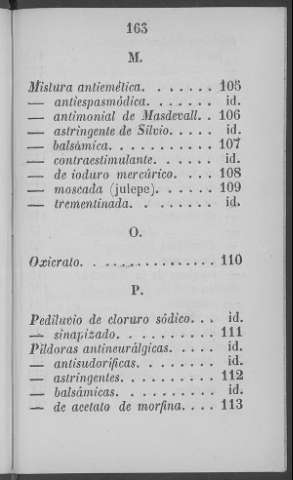 163
M.
Mistura antiemética. . . . . . . 105
— antiespasmódica. . . . . . . id.
— antimonial de Masdevall. . 106
— astringente de Silvio. . . . . id.
— balsámica. . . . . . . . . . . 107
— contraestimulante. . . . . . id.
— de ioduro mercúrico. . . . 108
— moscada (julepe). . . . . . 109
— trementinada. . . . . . . . id.
O.
Oxicrato. . . . . . . . . . . . . . . 110
P.
Pediluvio de cloruro sódico. . . id.
— sinapizado. . . . . . . . . . 111
Píldoras antineurálgicas. . . . . id.
— antisudoríficas. . . . . . . . id.
— astringentes. . . . . . . . . 112
— balsámicas. . . . . . . . . . id.
— de acetato de morfina. . . . 113